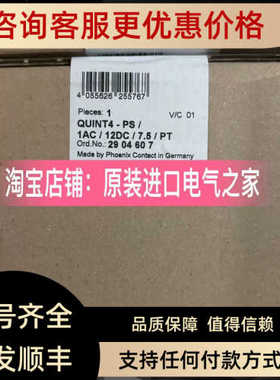 咨询客服更优惠价格
4 055626 255767
Pieces: 1
V/C 01
QUINT4 - PS /
1AC / 12DC / 7.5 / PT
Ord.No.: 29 04 60 7
Made by Phoenix Contact in Germany
淘宝店铺：原装进口电气之家
号齐全
品质保障 值得信赖
发顺丰
支持任何付款方式